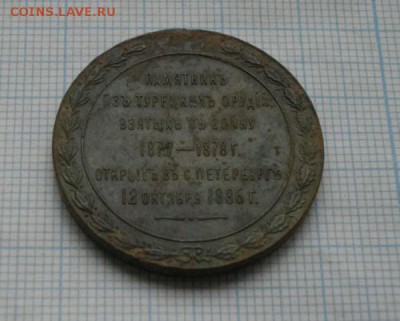 COINS.LAVE.RU
ПАМЯТНИКЪ
ИЗЪ ТУРЕЦКИХЪ ОРУДІЙ,
ВЗЯТЫХЪ ВЪ ВОЙНУ
1877—1878 г.
ОТКРЫТЪ ВЪ С. ПЕТЕРБУРГѢ
12 ОКТЯБРЯ 1886 г.